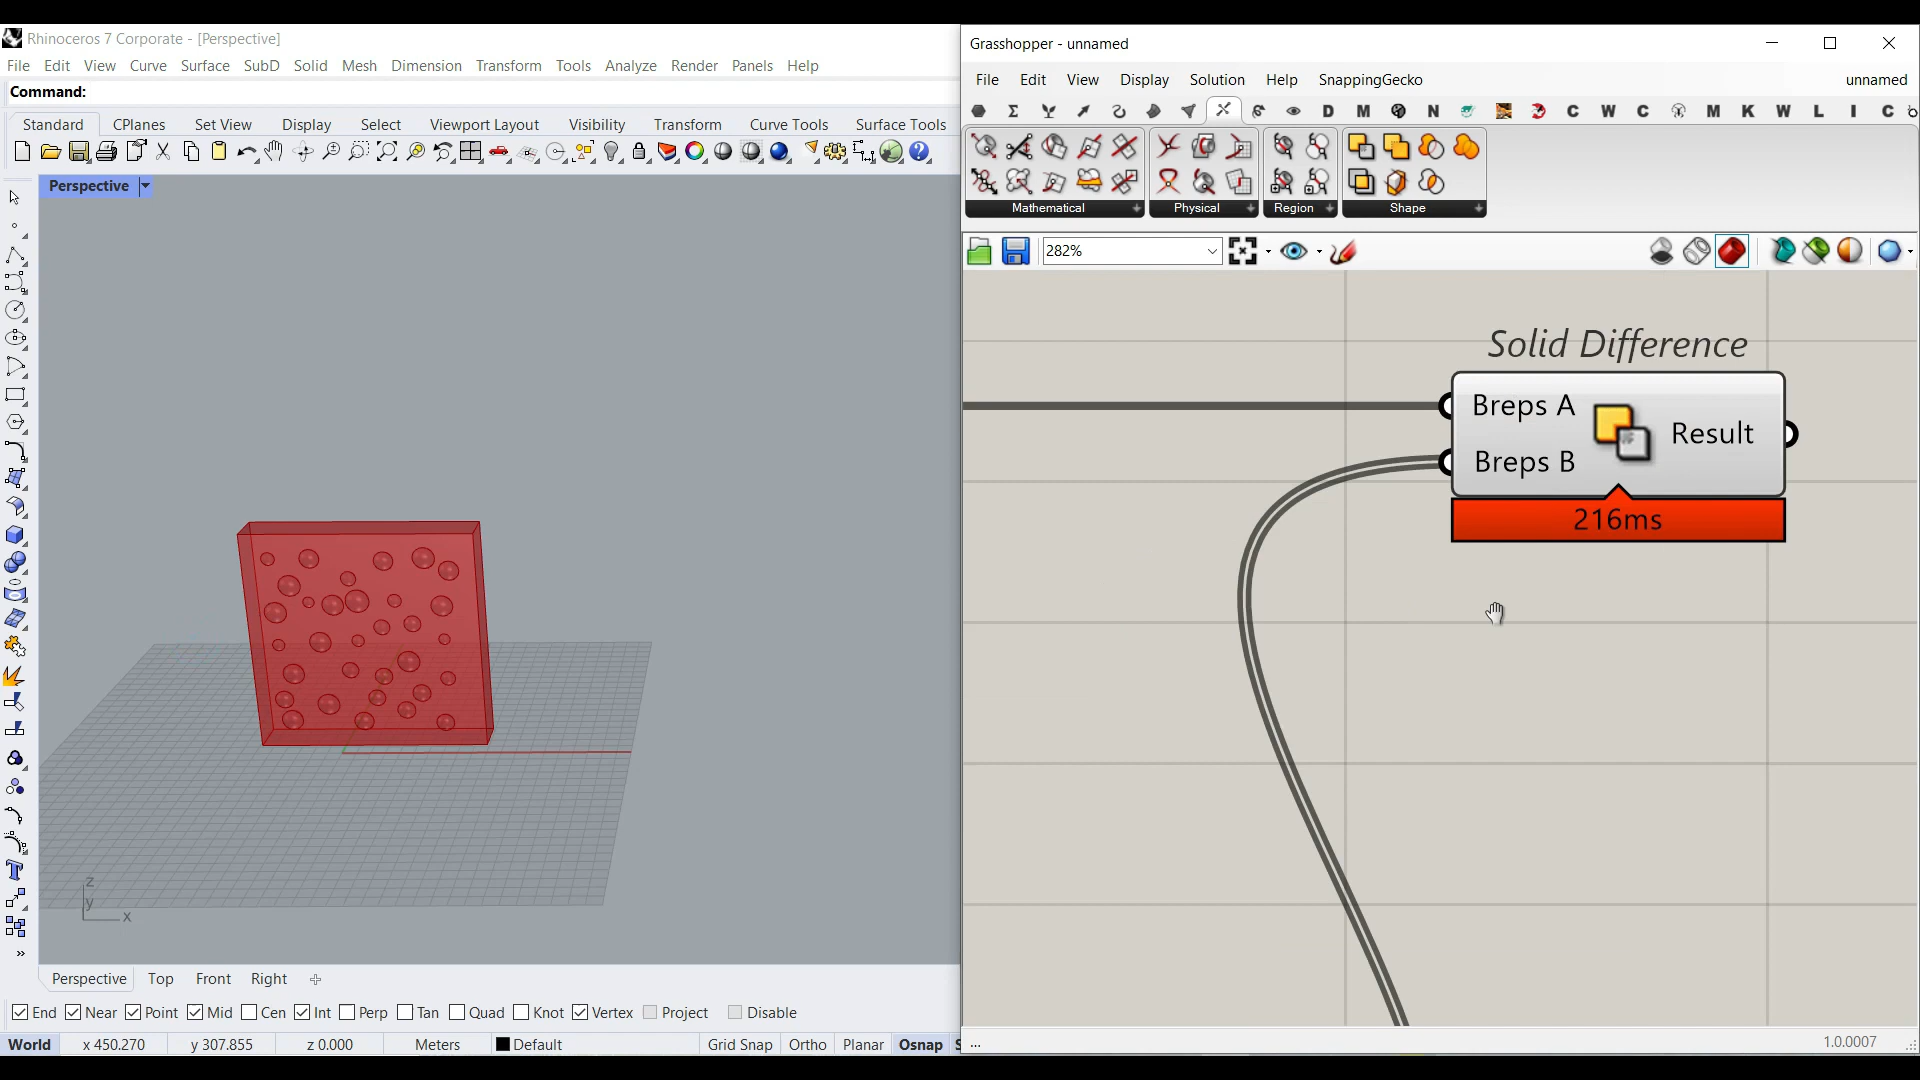 Rhinoceros 7 Corporate - [Perspective]
File Edit View Curve Surface SubD Solid Mesh Dimension Transform Tools Analyze Render Panels Help
Command:
Standard CPlanes Set View Display Select Viewport Layout Visibility Transform Curve Tools Surface Tools
Perspective
z
y
x
Perspective Top Front Right
End Near Point Mid Cen Int Perp Tan Quad Knot Vertex Project Disable
World x 450.270 y 307.855 z 0.000 Meters Default Grid Snap Ortho Planar Osnap S
Grasshopper - unnamed
File Edit View Display Solution Help SnappingGecko unnamed
D M N C W C M K W L I C
Mathematical Physical Region Shape
282%
Solid Difference
Breps A
Result
Breps B
216ms
...
1.0.0007